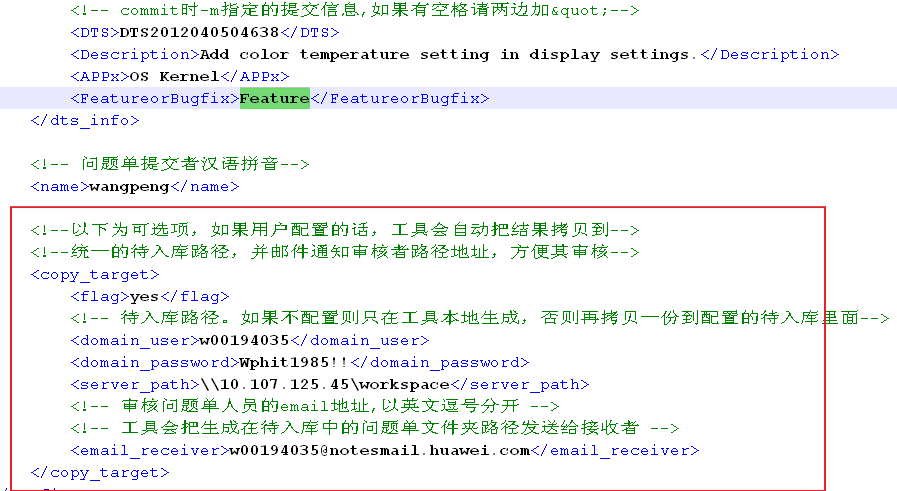 <!-- commit时-m指定的提交信息,如果有空格请两边加&quot;-->
<DTS>DTS2012040504638</DTS>
<Description>Add color temperature setting in display settings.</Description>
<APPx>OS Kernel</APPx>
<FeatureorBugfix>Feature</FeatureorBugfix>
</dts_info>
<!-- 问题单提交者汉语拼音-->
<name>wangpeng</name>
<!--以下为可选项，如果用户配置的话，工具会自动把结果拷贝到-->
<!--统一的待入库路径，并邮件通知审核者路径地址，方便其审核-->
<copy_target>
<flag>yes</flag>
<!-- 待入库路径。如果不配置则只在工具本地生成，否则再拷贝一份到配置的待入库里面-->
<domain_user>w00194035</domain_user>
<domain_password>Wphit1985!!</domain_password>
<server_path>\\10.107.125.45\workspace</server_path>
<!-- 审核问题单人员的email地址,以英文逗号分开 -->
<!-- 工具会把生成在待入库中的问题单文件夹路径发送给接收者 -->
<email_receiver>w00194035@notesmail.huawei.com</email_receiver>
</copy_target>